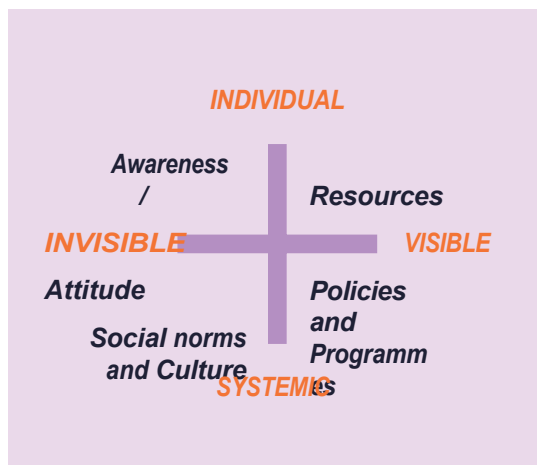 INDIVIDUAL
Awareness
/
Resources
INVISIBLE
VISIBLE
Attitude
Policies
and
Programm
es
Social norms
and Culture
SYSTEMIC